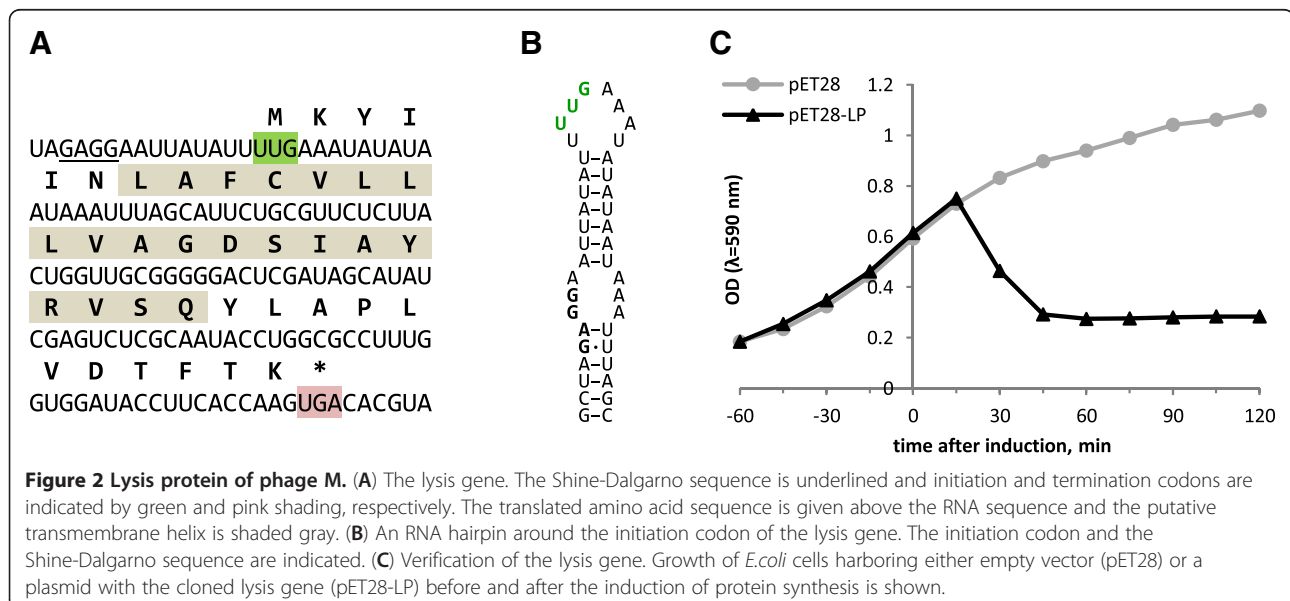 A
M K Y I
UAGAGGAAUUAUAUUUUGAAAUAUAUA
I N L A F C V L L
AUAAAUUUAGCAUUCUGCGUUCUCUUA
L V A G D S I A Y
CUGGUUGCGGGGGACUCGAUAGCAUAU
R V S Q Y L A P L
CGAGUCUCGCAAUACCUGGCGCCUUUG
V D T F T K *
GUGGAUACCUUCACCAAGUGACACGUA
B
G A
U A
U A
U U
U–A
A–U
U–A
A–U
U–A
U–A
A–U
A A
G A
G A
A–U
G·U
A–U
U–A
C–G
G–C
C
pET28
pET28-LP
OD (λ=590 nm)
1.2
1
0.8
0.6
0.4
0.2
0
-60 -30 0 30 60 90 120
time after induction, min
Figure 2 Lysis protein of phage M. (A) The lysis gene. The Shine-Dalgarno sequence is underlined and initiation and termination codons are
indicated by green and pink shading, respectively. The translated amino acid sequence is given above the RNA sequence and the putative
transmembrane helix is shaded gray. (B) An RNA hairpin around the initiation codon of the lysis gene. The initiation codon and the
Shine-Dalgarno sequence are indicated. (C) Verification of the lysis gene. Growth of E.coli cells harboring either empty vector (pET28) or a
plasmid with the cloned lysis gene (pET28-LP) before and after the induction of protein synthesis is shown.